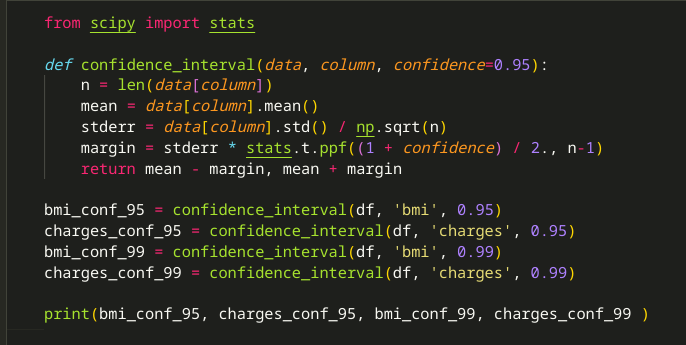 from scipy import stats

def confidence_interval(data, column, confidence=0.95):
    n = len(data[column])
    mean = data[column].mean()
    stderr = data[column].std() / np.sqrt(n)
    margin = stderr * stats.t.ppf((1 + confidence) / 2., n-1)
    return mean - margin, mean + margin

bmi_conf_95 = confidence_interval(df, 'bmi', 0.95)
charges_conf_95 = confidence_interval(df, 'charges', 0.95)
bmi_conf_99 = confidence_interval(df, 'bmi', 0.99)
charges_conf_99 = confidence_interval(df, 'charges', 0.99)

print(bmi_conf_95, charges_conf_95, bmi_conf_99, charges_conf_99 )